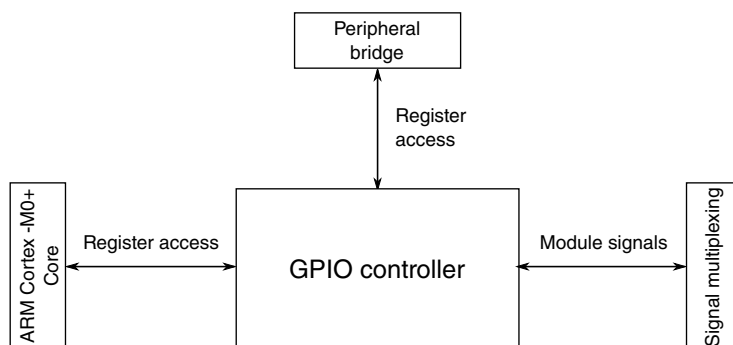 Peripheral
bridge
Register
access
ARM Cortex -M0+
Core
Register access
GPIO controller
Module signals
Signal multiplexing